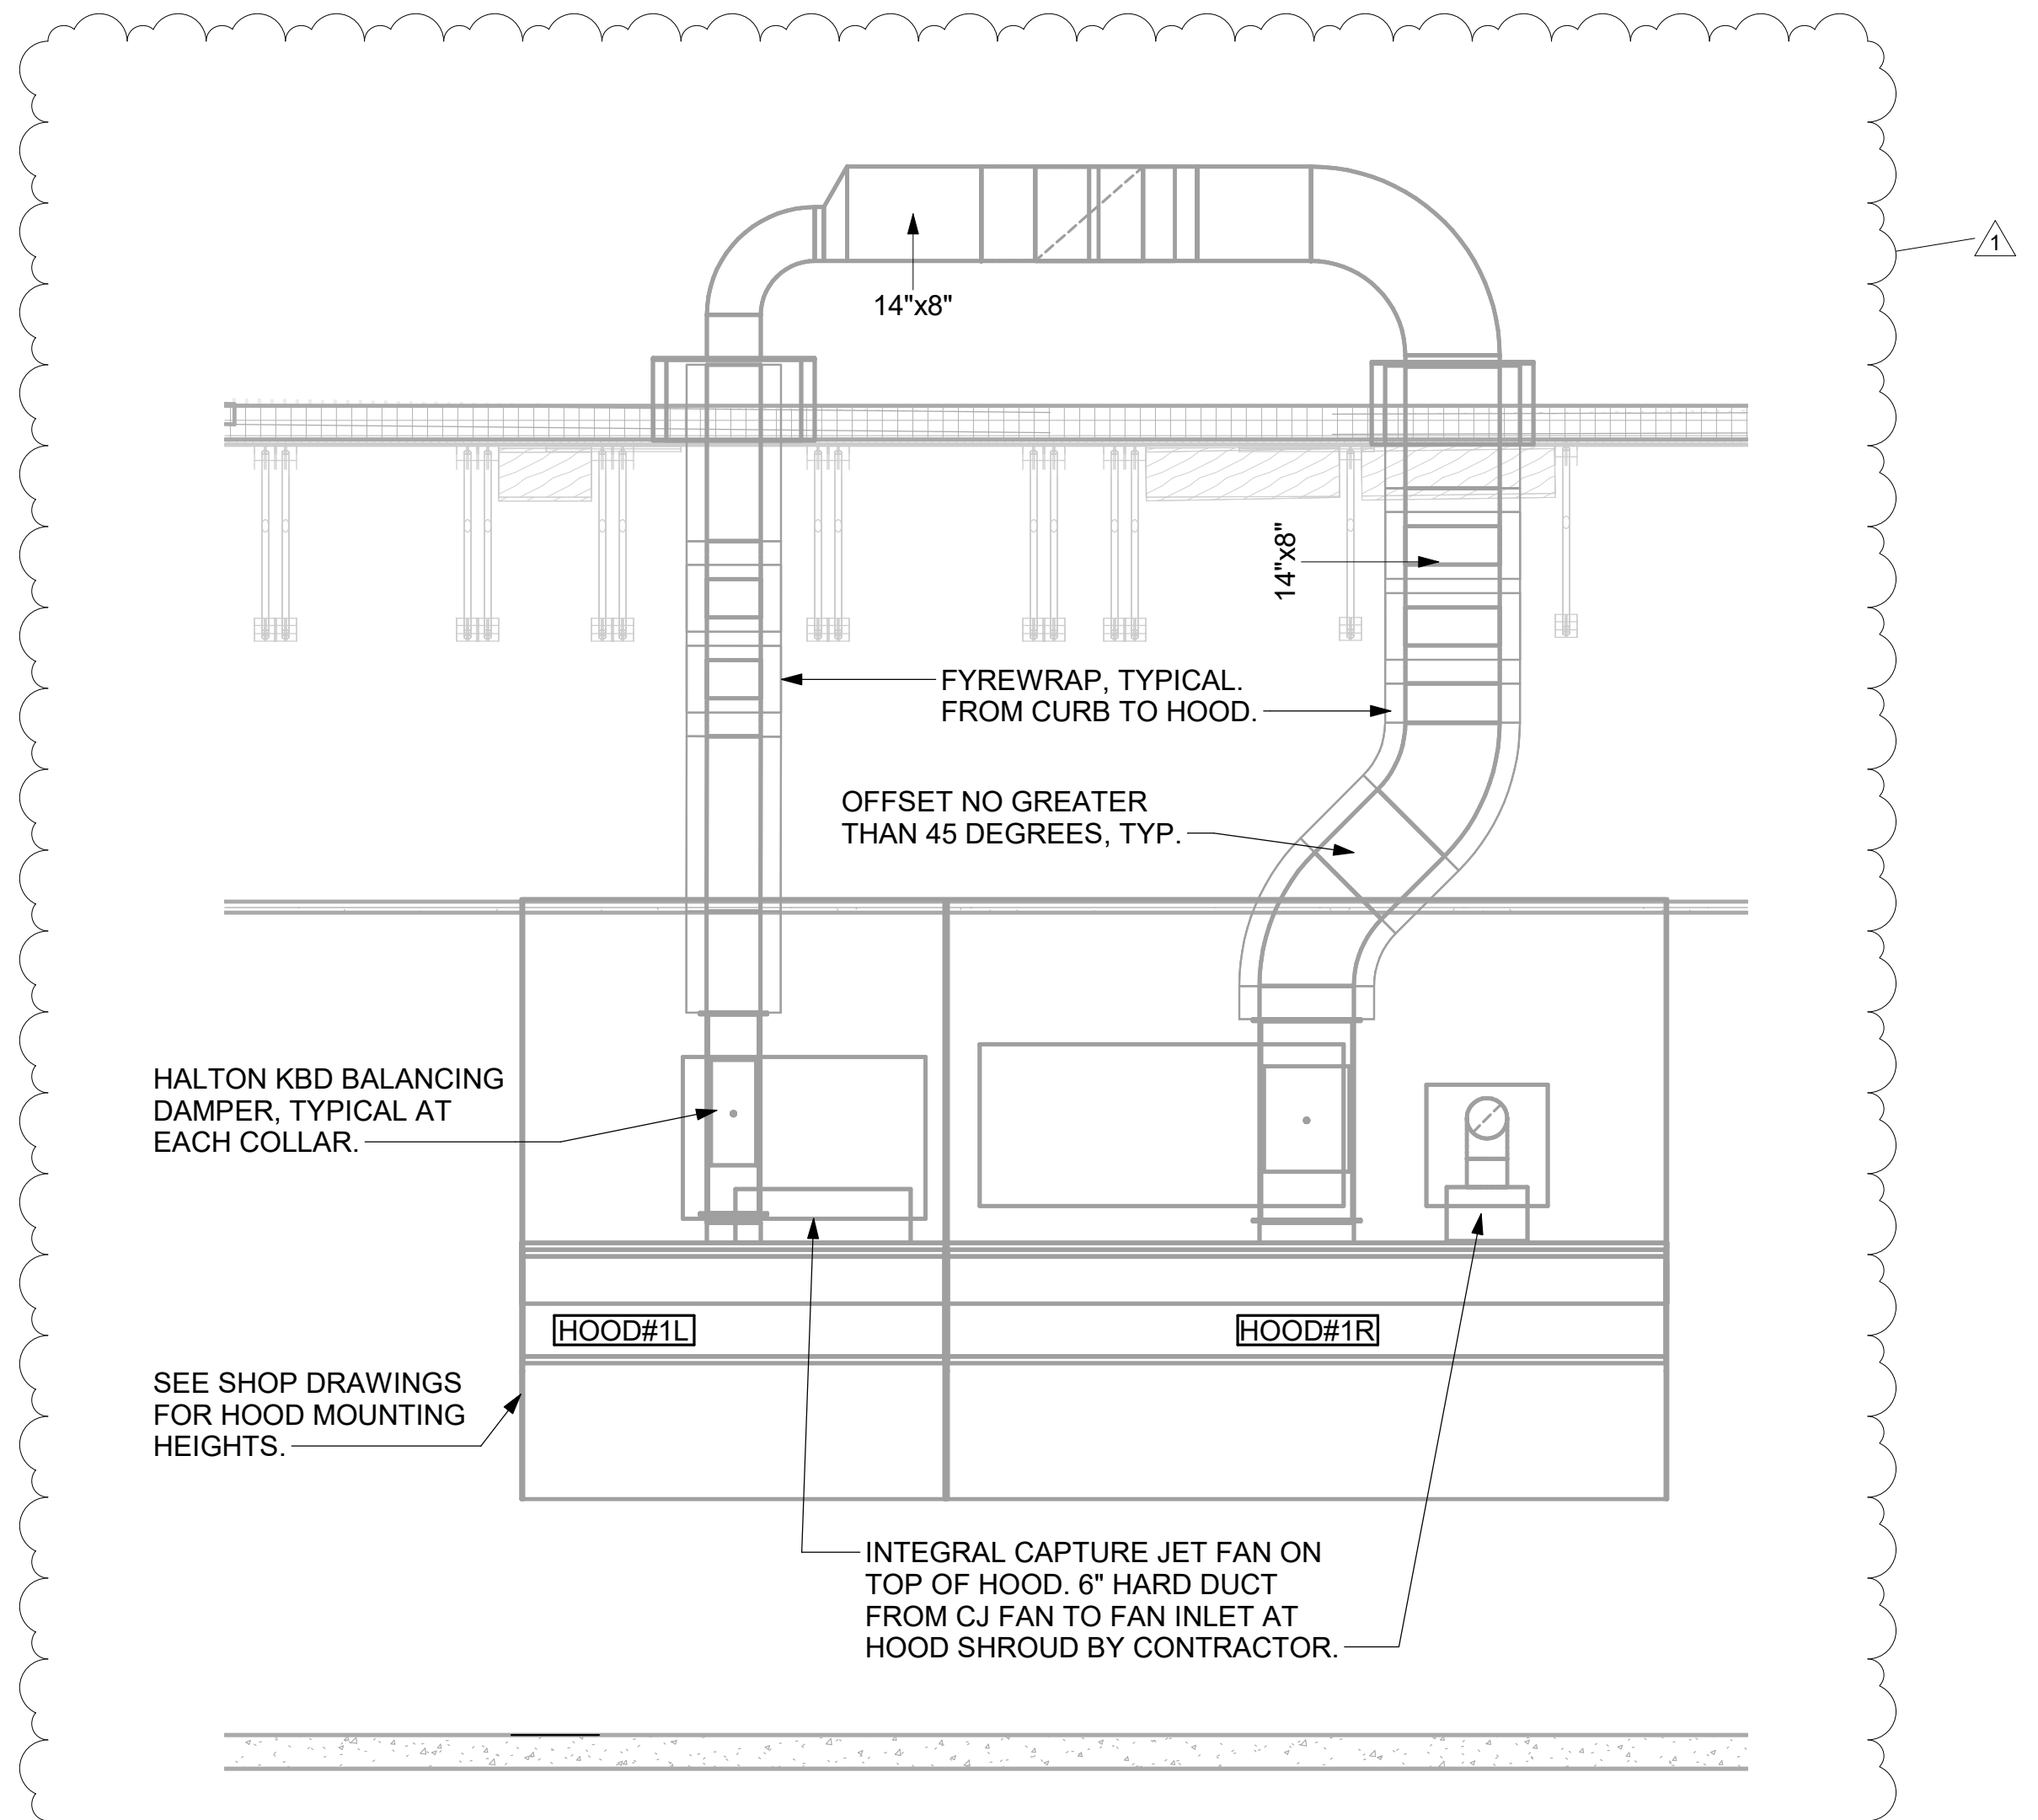 1
14"x8"
14"x8"
FYREWRAP, TYPICAL.
FROM CURB TO HOOD.
OFFSET NO GREATER
THAN 45 DEGREES, TYP.
HALTON KBD BALANCING
DAMPER, TYPICAL AT
EACH COLLAR.
HOOD#1L
HOOD#1R
SEE SHOP DRAWINGS
FOR HOOD MOUNTING
HEIGHTS.
INTEGRAL CAPTURE JET FAN ON
TOP OF HOOD. 6" HARD DUCT
FROM CJ FAN TO FAN INLET AT
HOOD SHROUD BY CONTRACTOR.